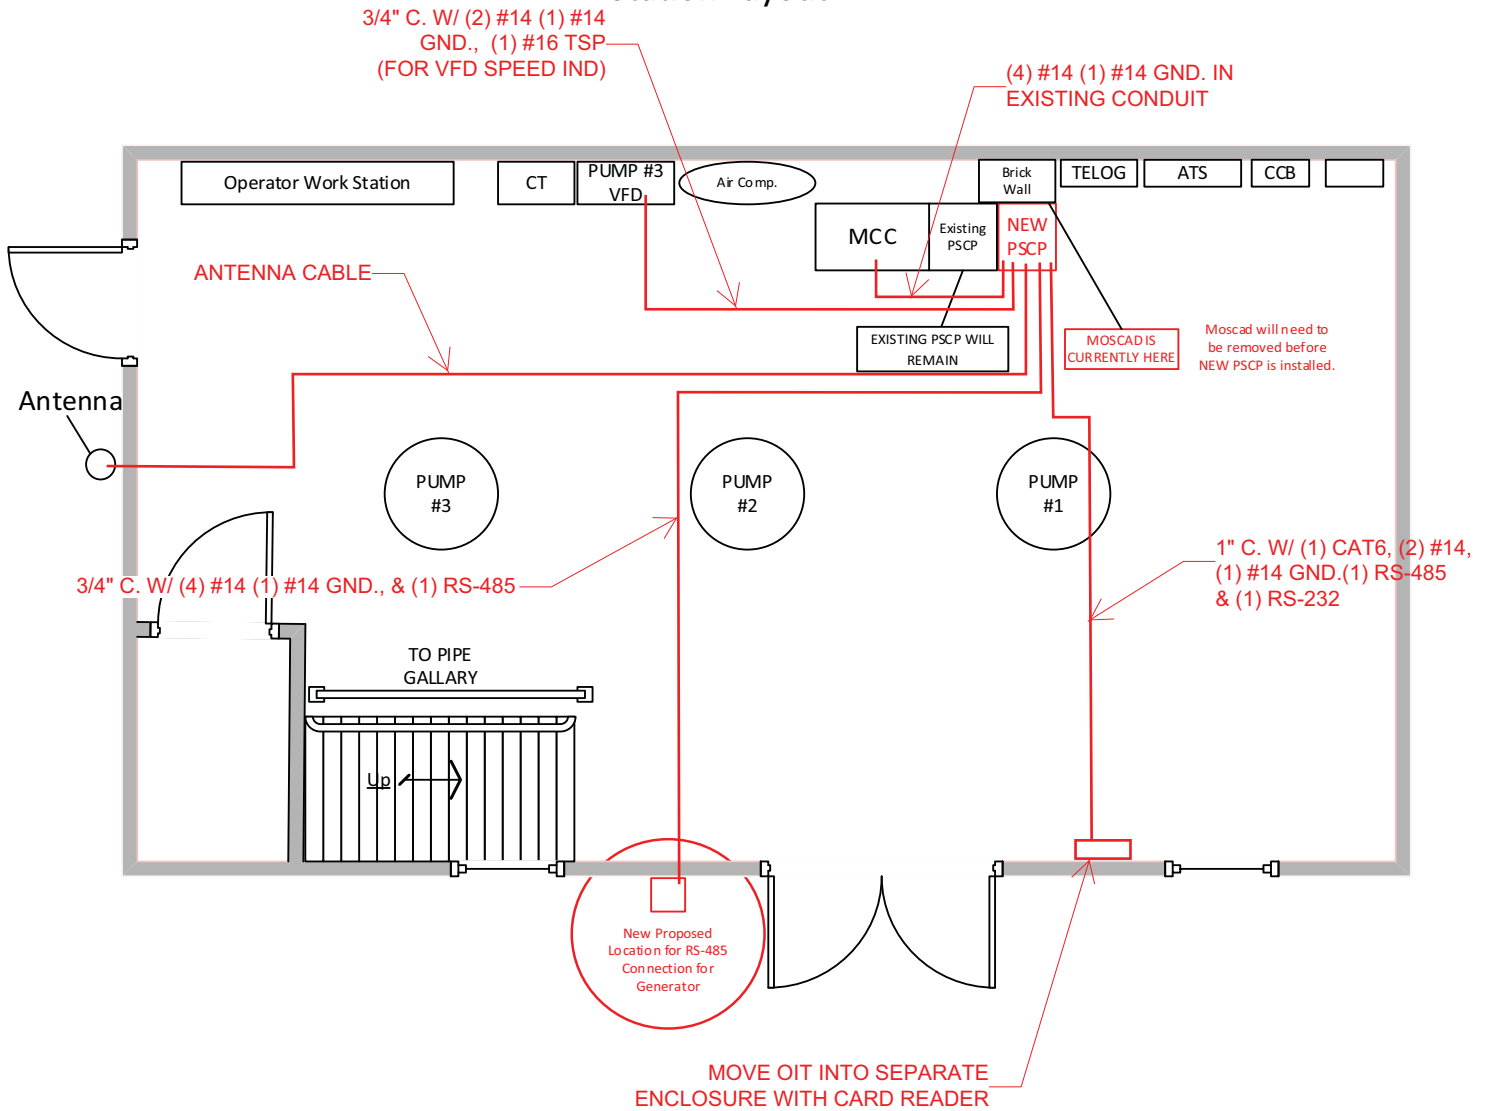 3/4" C. W/ (2) #14 (1) #14
GND., (1) #16 TSP
(FOR VFD SPEED IND)
(4) #14 (1) #14 GND. IN
EXISTING CONDUIT
Operator Work Station
CT
PUMP #3
VFD
Air Comp.
Brick
Wall
TELOG
ATS
CCB
MCC
Existing
PSCP
NEW
PSCP
ANTENNA CABLE
EXISTING PSCP WILL
REMAIN
MOSCAD IS
CURRENTLY HERE
Moscad will need to
be removed before
NEW PSCP is installed.
Antenna
PUMP
#3
PUMP
#2
PUMP
#1
3/4" C. W/ (4) #14 (1) #14 GND., & (1) RS-485
1" C. W/ (1) CAT6, (2) #14,
(1) #14 GND.(1) RS-485
& (1) RS-232
TO PIPE
GALLARY
Up
New Proposed
Location for RS-485
Connection for
Generator
MOVE OIT INTO SEPARATE
ENCLOSURE WITH CARD READER